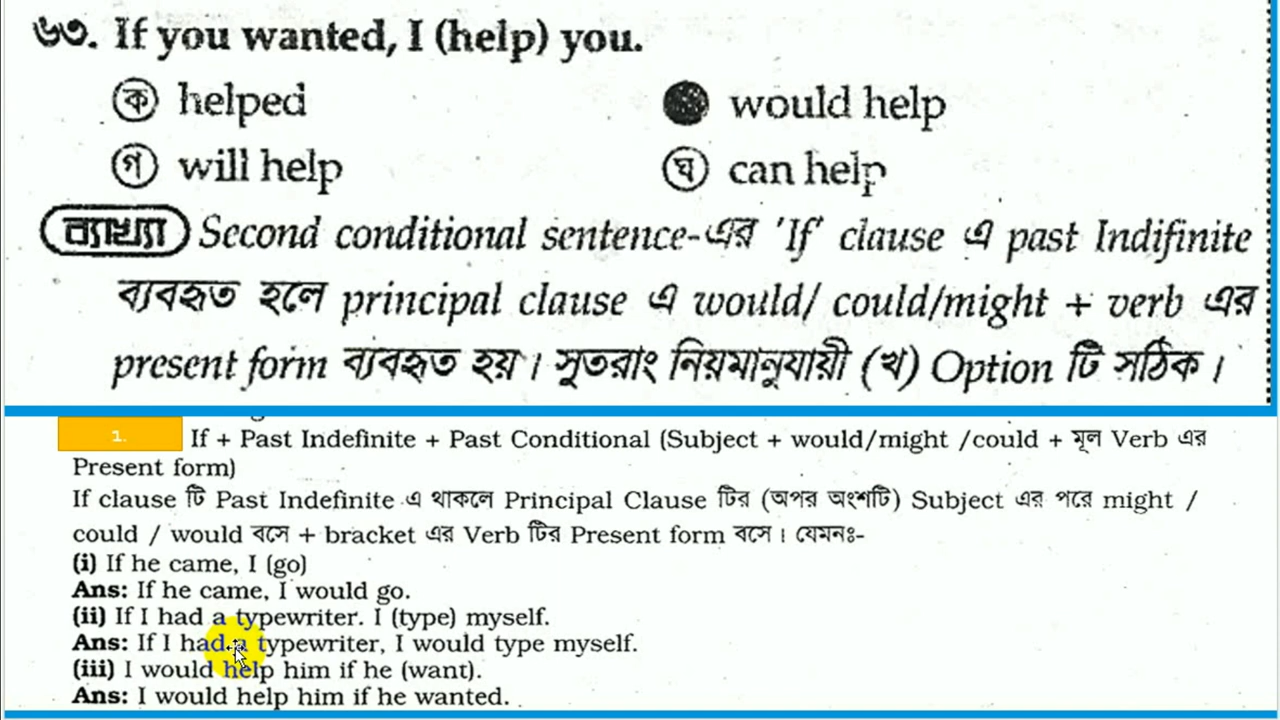 ৬৩. If you wanted, I (help) you.
ক helped would help
গ will help ঘ can help
ব্যাখ্যা Second conditional sentence-এর 'If' clause এ past Indifinite
ব্যবহৃত হলে principal clause এ would/ could/might + verb এর
present form ব্যবহৃত হয়। সুতরাং নিয়মানুযায়ী (খ) Option টি সঠিক।
1. If + Past Indefinite + Past Conditional (Subject + would/might /could + মূল Verb এর
Present form)
If clause টি Past Indefinite এ থাকলে Principal Clause টির (অপর অংশটি) Subject এর পরে might /
could / would বসে + bracket এর Verb টির Present form বসে। যেমনঃ-
(i) If he came, I (go)
Ans: If he came, I would go.
(ii) If I had a typewriter. I (type) myself.
Ans: If I had a typewriter, I would type myself.
(iii) I would help him if he (want).
Ans: I would help him if he wanted.